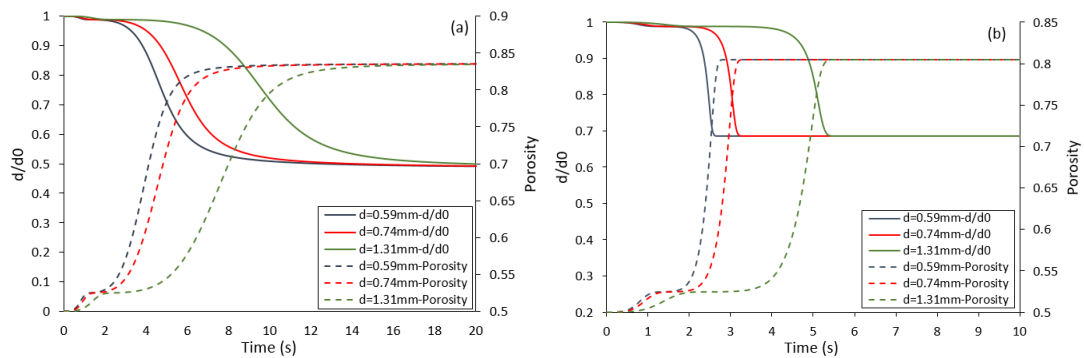 (a)
1
0.9
0.8
0.7
0.6
0.5
0.4
0.3
0.2
0.1
0
d/d0
0.9
0.85
0.8
0.75
0.7
0.65
0.6
0.55
0.5
Porosity
d=0.59mm-d/d0
d=0.74mm-d/d0
d=1.31mm-d/d0
d=0.59mm-Porosity
d=0.74mm-Porosity
d=1.31mm-Porosity
0 2 4 6 8 10 12 14 16 18 20
Time (s)
(b)
1
0.9
0.8
0.7
0.6
0.5
0.4
0.3
0.2
d/d0
0.85
0.8
0.75
0.7
0.65
0.6
0.55
0.5
Porosity
d=0.59mm-d/d0
d=0.74mm-d/d0
d=1.31mm-d/d0
d=0.59mm-Porosity
d=0.74mm-Porosity
d=1.31mm-Porosity
0 1 2 3 4 5 6 7 8 9 10
Time (s)